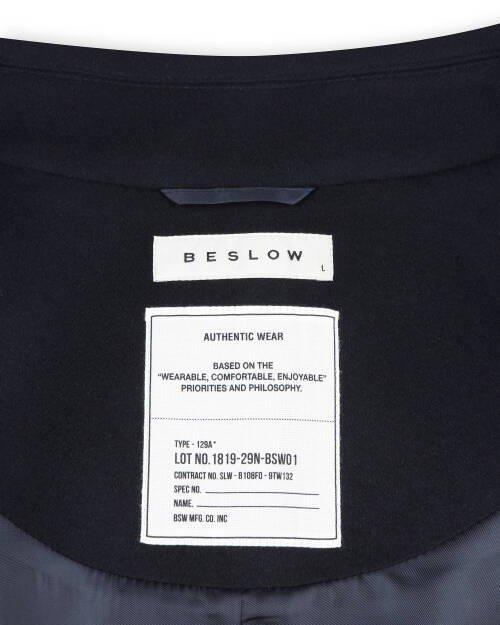 BESLOW
L
AUTHENTIC WEAR
BASED ON THE
"WEARABLE, COMFORTABLE, ENJOYABLE"
PRIORITIES AND PHILOSOPHY.
TYPE - 129A*
LOT NO.1819-29N-BSW01
CONTRACT NO. SLW - B108FO - 9TW132
SPEC NO.
NAME.
BSW MFG. CO. INC